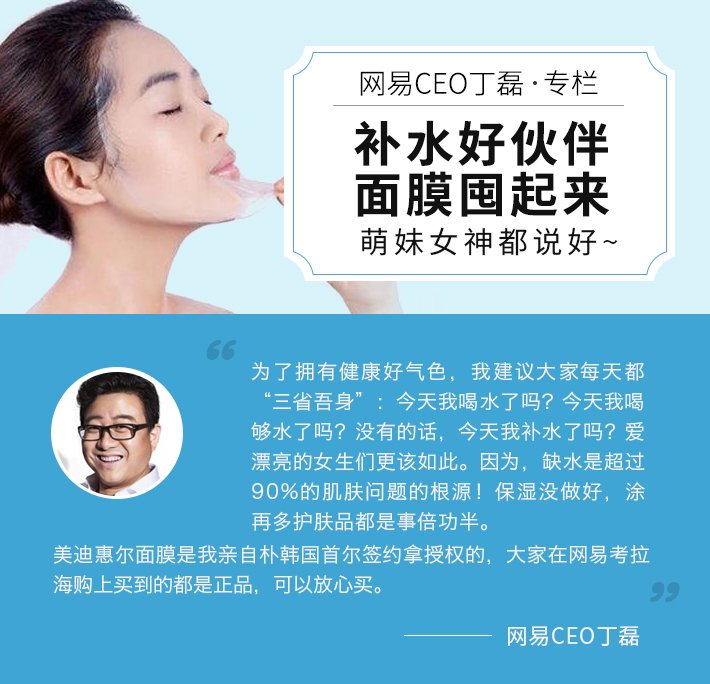 网易CEO丁磊·专栏
补水好伙伴
面膜囤起来
萌妹女神都说好~
“
为了拥有健康好气色，我建议大家每天都
“三省吾身”：今天我喝水了吗？今天我喝
够水了吗？没有的话，今天我补水了吗？爱
漂亮的女生们更该如此。因为，缺水是超过
90%的肌肤问题的根源！保湿没做好，涂
再多护肤品都是事倍功半。
美迪惠尔面膜是我亲自朴韩国首尔签约拿授权的，大家在网易考拉
海购上买到的都是正品，可以放心买。
”
网易CEO丁磊